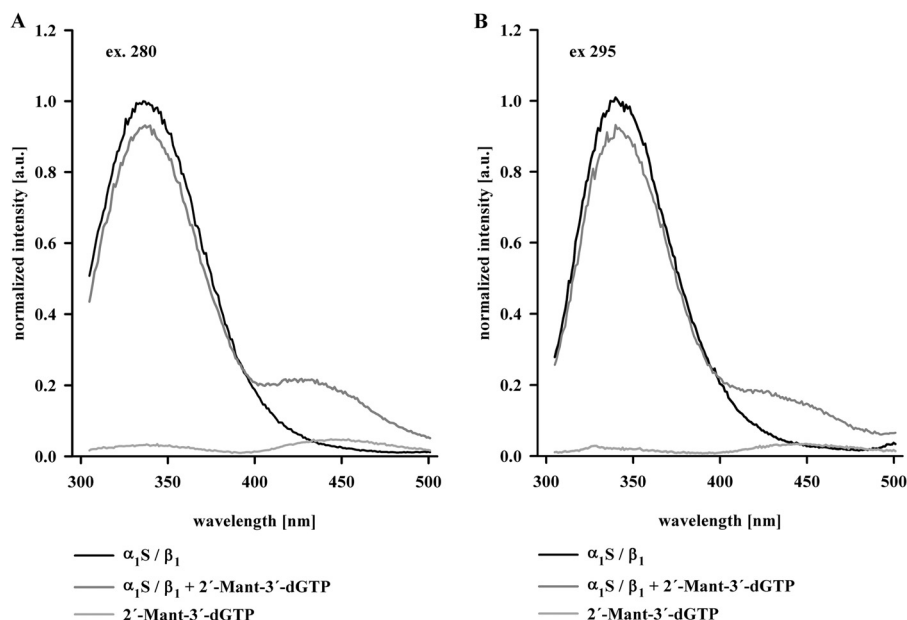 A
ex. 280
1.2
1.0
0.8
0.6
0.4
0.2
0.0
normalized intensity [a.u.]
300
350
400
450
500
wavelength [nm]
α₁S / β₁
α₁S / β₁ + 2´-Mant-3´-dGTP
2´-Mant-3´-dGTP
B
ex 295
1.2
1.0
0.8
0.6
0.4
0.2
0.0
normalized intensity [a.u.]
300
350
400
450
500
wavelength [nm]
α₁S / β₁
α₁S / β₁ + 2´-Mant-3´-dGTP
2´-Mant-3´-dGTP